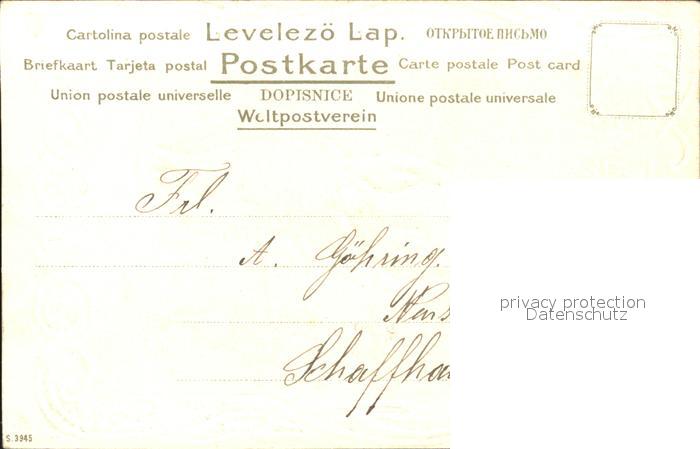 Cartolina postale Levelező Lap. ОТКРЫТОЕ ПИСЬМО
Briefkaart Tarjeta postal Postkarte Carte postale Post card
Union postale universelle DOPISNICE Unione postale universale
Weltpostverein
Frl.
A. Göhring.
Schaffha
privacy protection
Datenschutz
S. 3945